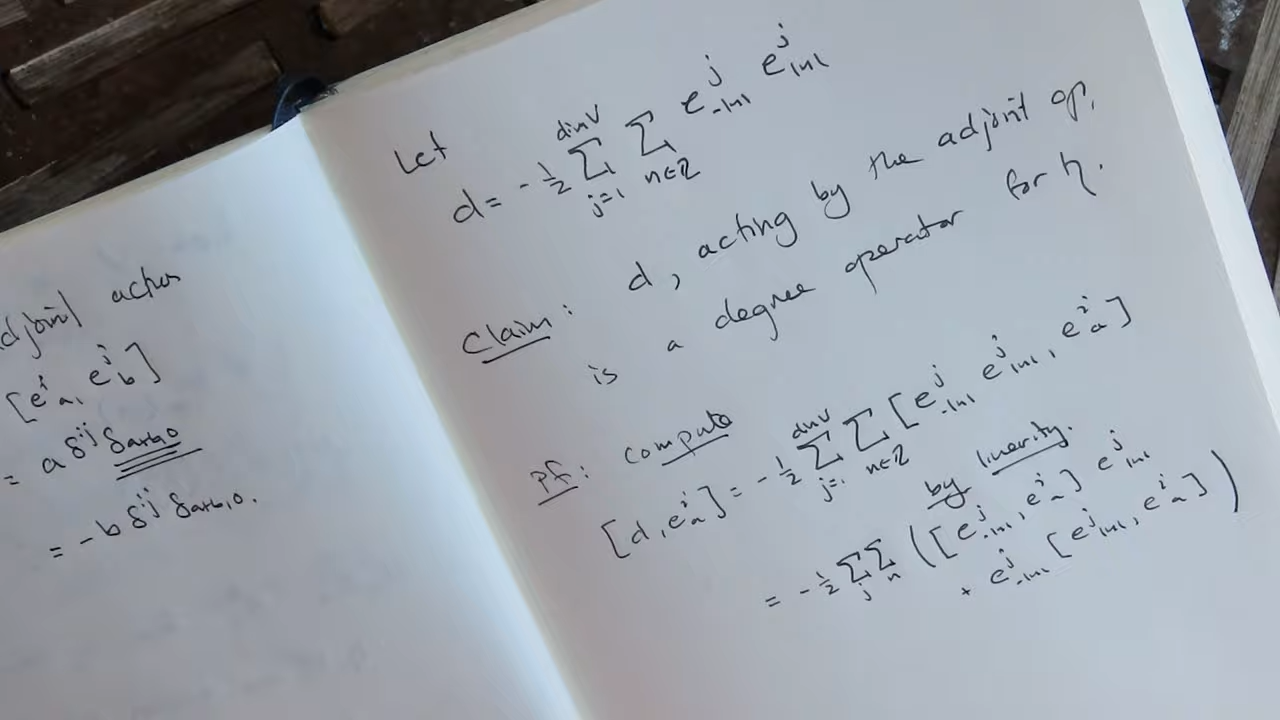 adjoint action
[e^i_a, e^j_b]
= a δ^{ij} δ_{a+b,0}
= -b δ^{ij} δ_{a+b,0}.
Let
d = -½ Σ_{j=1}^{dim V} Σ_{n∈ℤ} e^j_{-|n|} e^j_{|n|}
Claim: d, acting by the adjoint op,
is a degree operator for η.
Pf: Compute
[d, e^i_a] = -½ Σ_{j=1}^{dim V} Σ_{n∈ℤ} [e^j_{-|n|} e^j_{|n|}, e^i_a]
by linearity.
= -½ Σ_j Σ_n ([e^j_{-|n|}, e^i_a] e^j_{|n|}
+ e^j_{-|n|} [e^j_{|n|}, e^i_a])